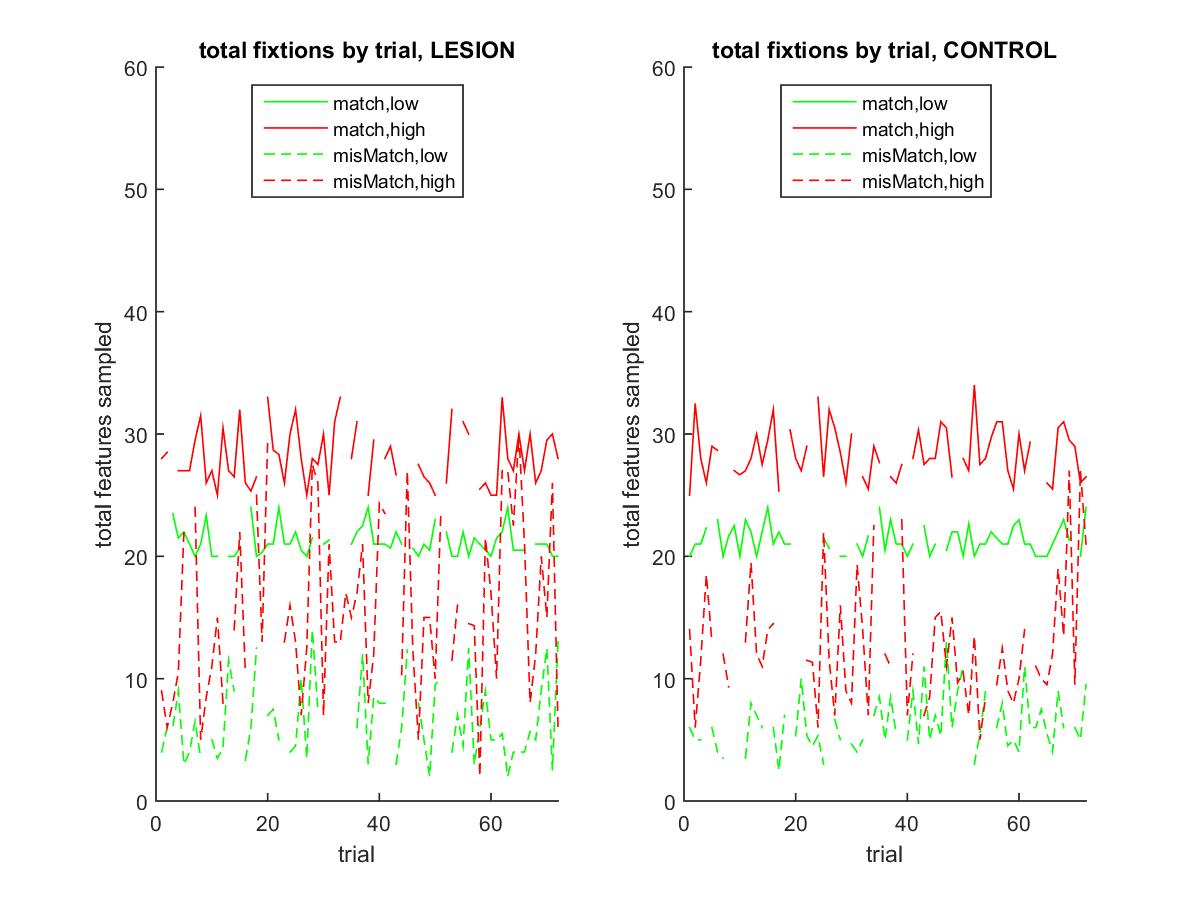 total fixtions by trial, LESION
match,low
match,high
misMatch,low
misMatch,high
total features sampled
60
50
40
30
20
10
0
0 20 40 60
trial
total fixtions by trial, CONTROL
match,low
match,high
misMatch,low
misMatch,high
total features sampled
60
50
40
30
20
10
0
0 20 40 60
trial